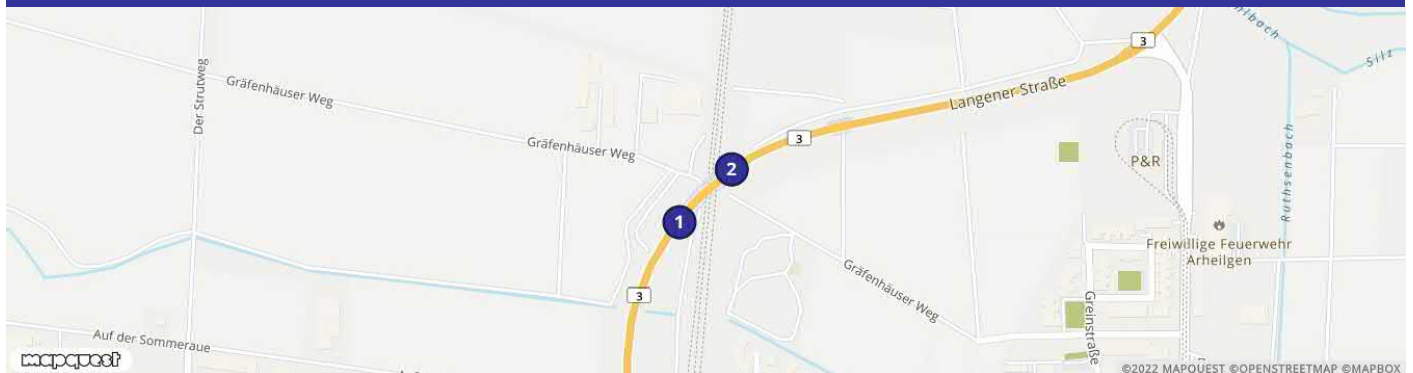 hlbach
3
Silz
Der Strutweg
Gräfenhäuser Weg
Langener Straße
3
Gräfenhäuser Weg
P&R
Ruthsenbach
2
1
Freiwillige Feuerwehr
Arheilgen
Gräfenhäuser Weg
3
Greinstraße
Auf der Sommeraue
mapquest
©2022 MAPQUEST ©OPENSTREETMAP ©MAPBOX